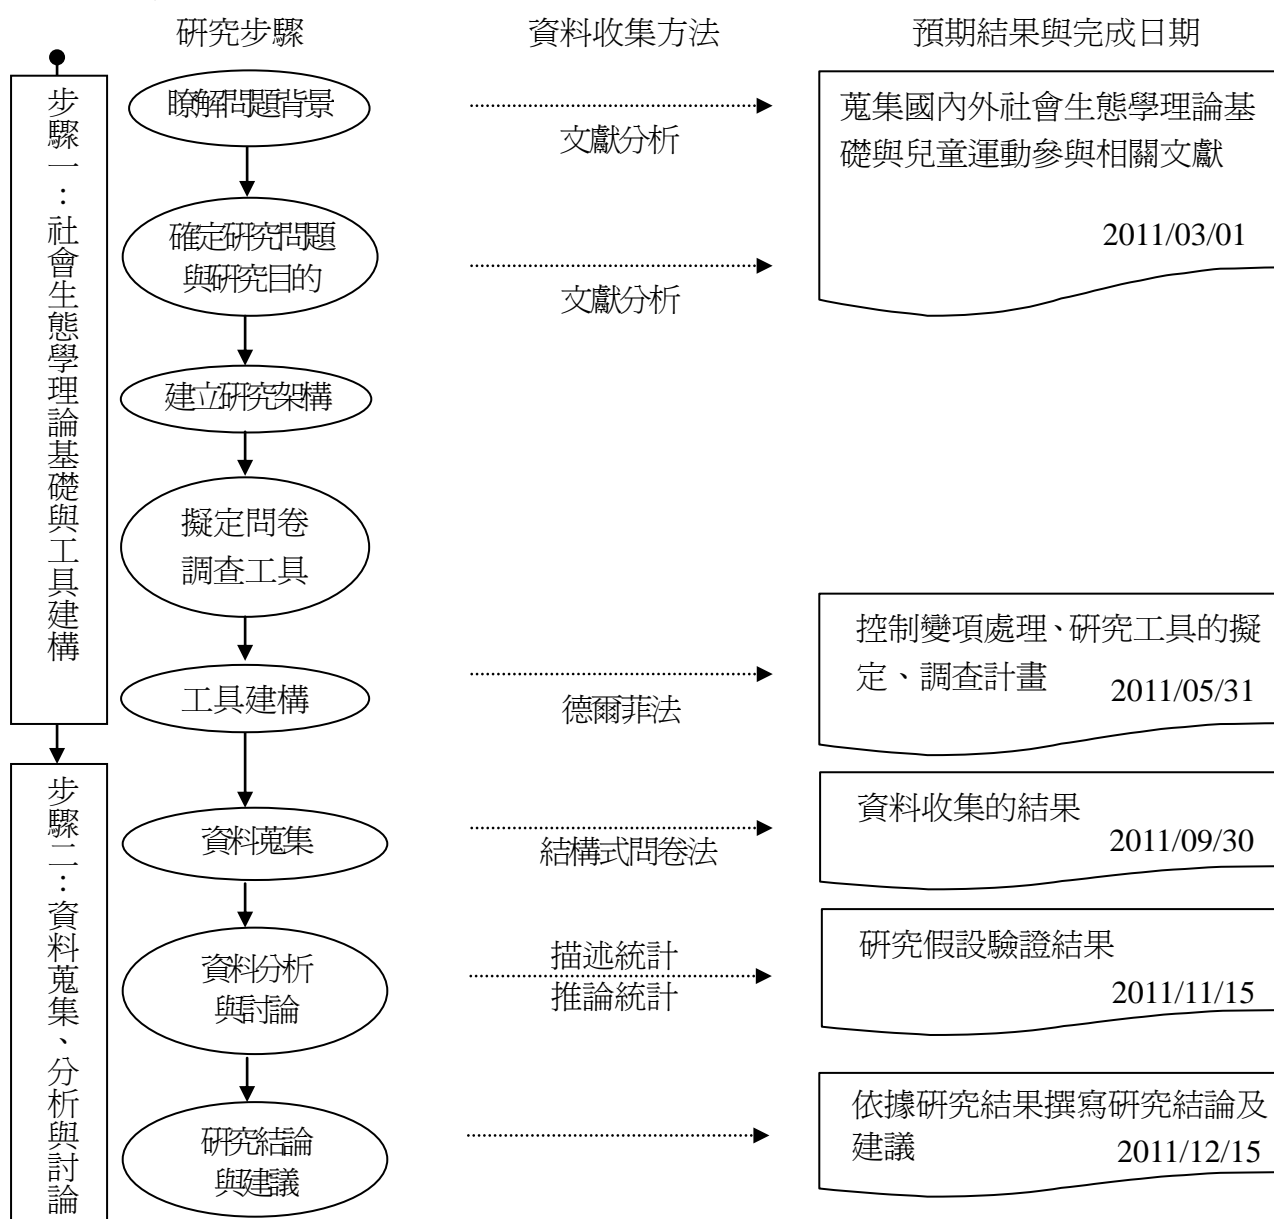 研究步驟
資料收集方法
預期結果與完成日期
步驟一：社會生態學理論基礎與工具建構
瞭解問題背景
文獻分析
蒐集國內外社會生態學理論基
礎與兒童運動參與相關文獻
2011/03/01
確定研究問題
與研究目的
文獻分析
建立研究架構
擬定問卷
調查工具
工具建構
德爾菲法
控制變項處理、研究工具的擬
定、調查計畫
2011/05/31
步驟二：資料蒐集、分析與討論
資料蒐集
結構式問卷法
資料收集的結果
2011/09/30
資料分析
與討論
描述統計
推論統計
研究假設驗證結果
2011/11/15
研究結論
與建議
依據研究結果撰寫研究結論及
建議
2011/12/15